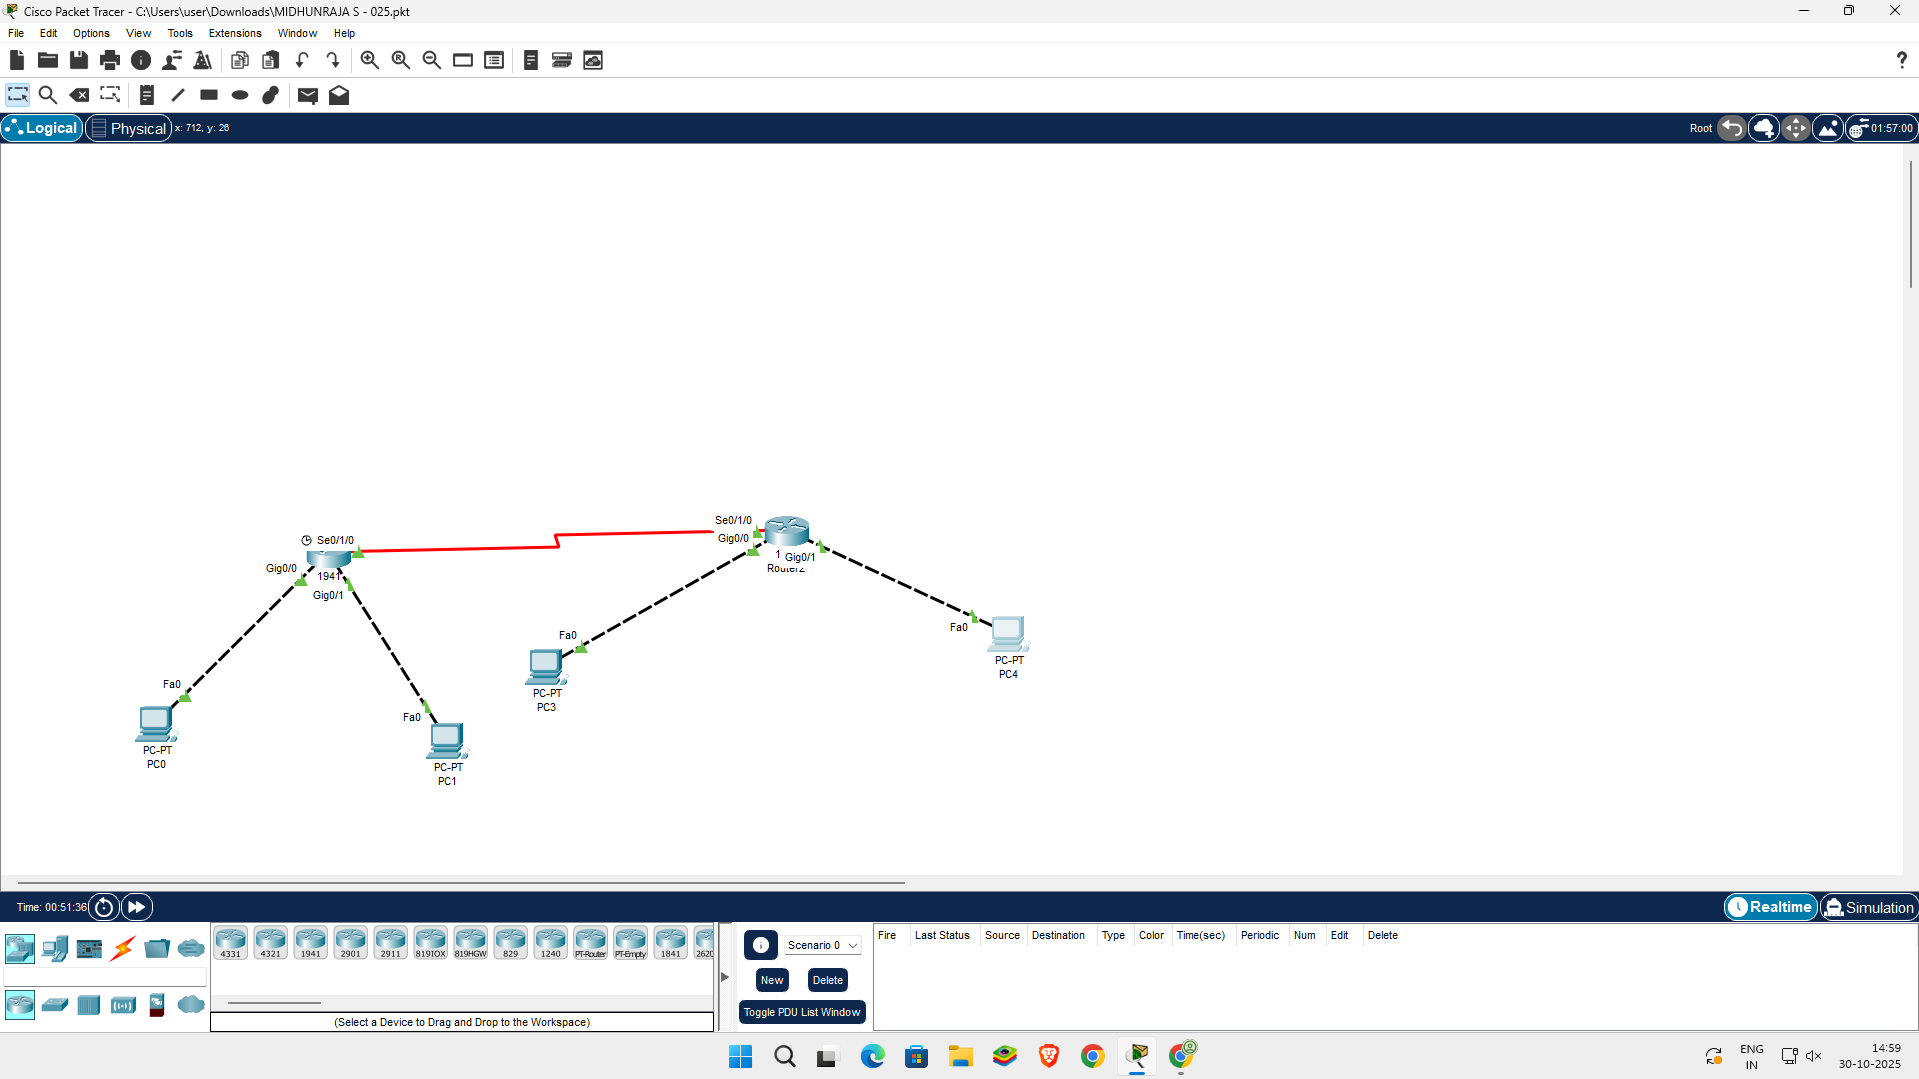 Cisco Packet Tracer - C:\Users\user\Downloads\MIDHUNRAJA S - 025.pkt
File Edit Options View Tools Extensions Window Help
Logical Physical x: 712, y: 26 Root 01:57:00
Se0/1/0
Gig0/0
1
Gig0/1
Router2
Se0/1/0
Gig0/0
1941
Gig0/1
Fa0
PC-PT
PC4
Fa0
PC-PT
PC3
Fa0
PC-PT
PC0
Fa0
PC-PT
PC1
Time: 00:51:36 Realtime Simulation
4331 4321 1941 2901 2911 819IOX 819HGW 829 1240 PT-Router PT-Empty 1841 2620
(Select a Device to Drag and Drop to the Workspace)
Scenario 0
New Delete
Toggle PDU List Window
Fire Last Status Source Destination Type Color Time(sec) Periodic Num Edit Delete
ENG
IN
14:59
30-10-2025